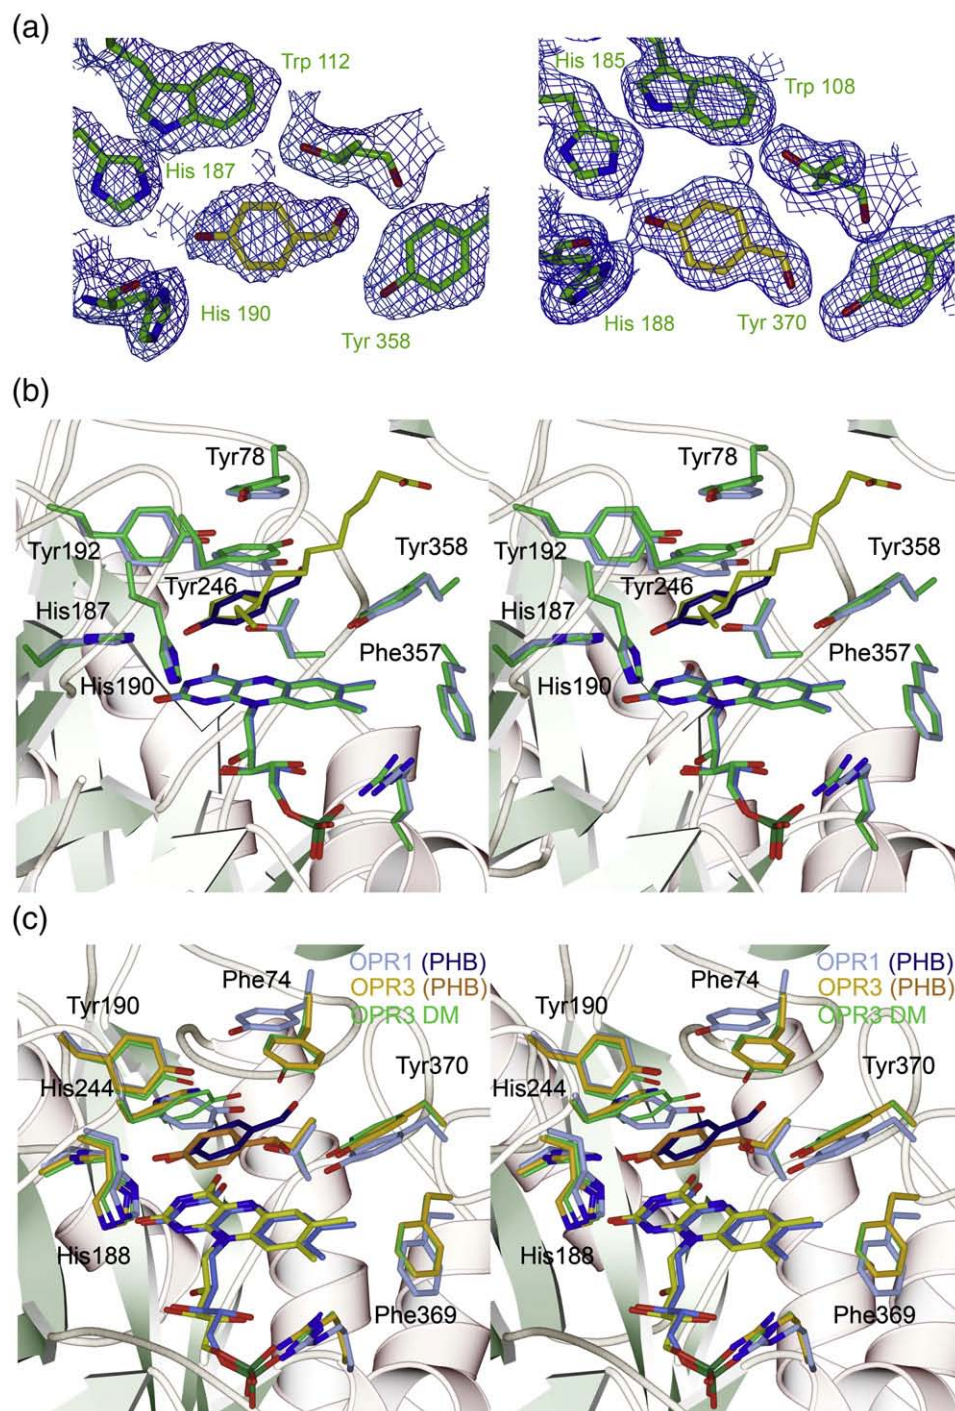 (a)
Trp 112
His 187
His 190
Tyr 358
His 185
Trp 108
His 188
Tyr 370
(b)
Tyr78
Tyr192
Tyr246
Tyr358
His187
His190
Phe357
Tyr78
Tyr192
Tyr246
Tyr358
His187
His190
Phe357
(c)
Phe74
OPR1 (PHB)
OPR3 (PHB)
OPR3 DM
Tyr190
Tyr370
His244
His188
Phe369
Phe74
OPR1 (PHB)
OPR3 (PHB)
OPR3 DM
Tyr190
Tyr370
His244
His188
Phe369